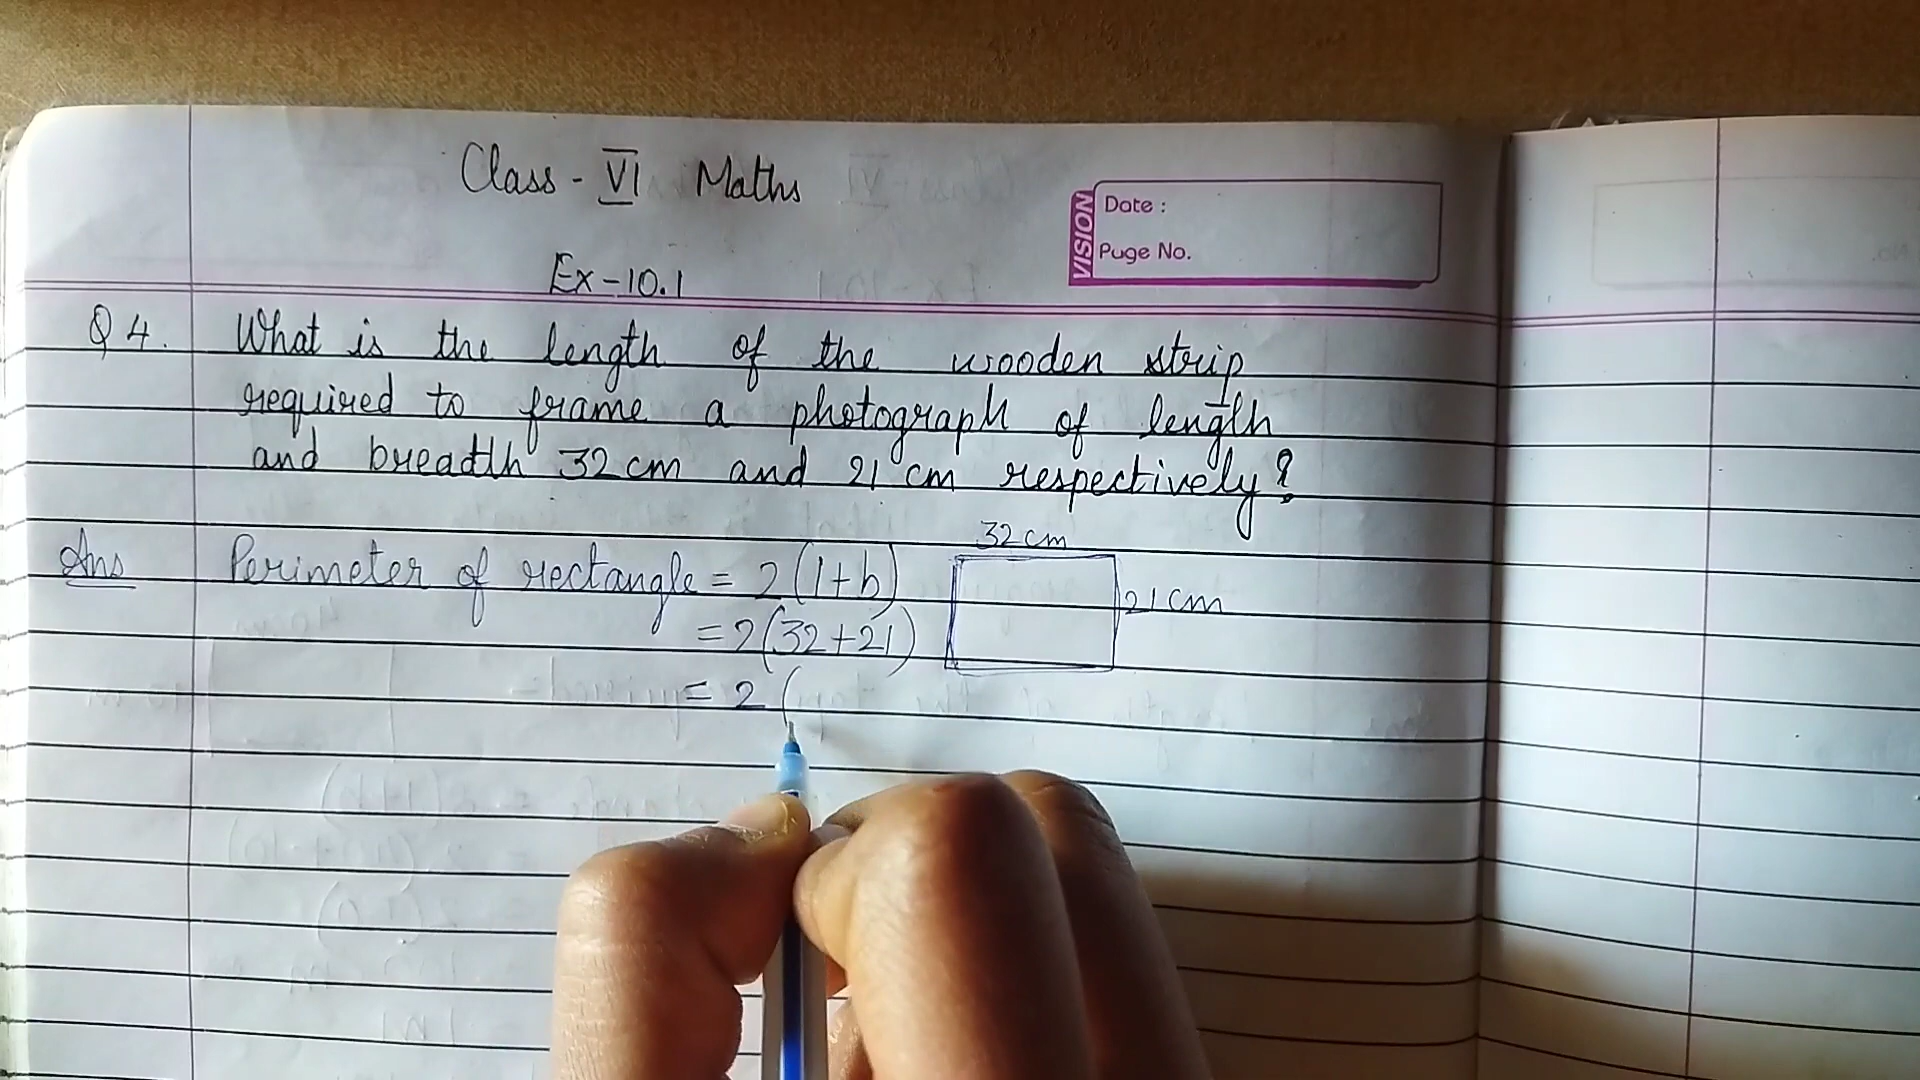 Class - VI Maths
VISION
Date :
Puge No.
Ex-10.1
Q 4. What is the length of the wooden strip
required to frame a photograph of length
and breadth 32 cm and 21 cm respectively?
Ans Perimeter of rectangle = 2(l+b)
= 2(32+21)
= 2(
32 cm
21 cm